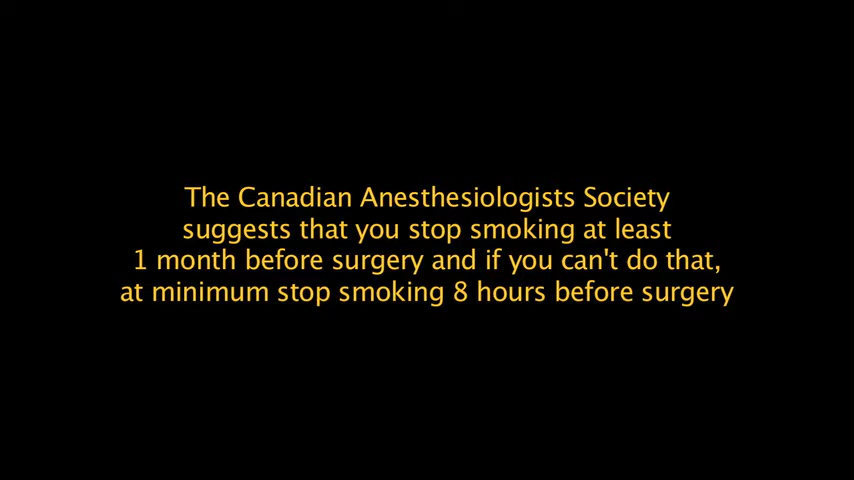 The Canadian Anesthesiologists Society
suggests that you stop smoking at least
1 month before surgery and if you can't do that,
at minimum stop smoking 8 hours before surgery